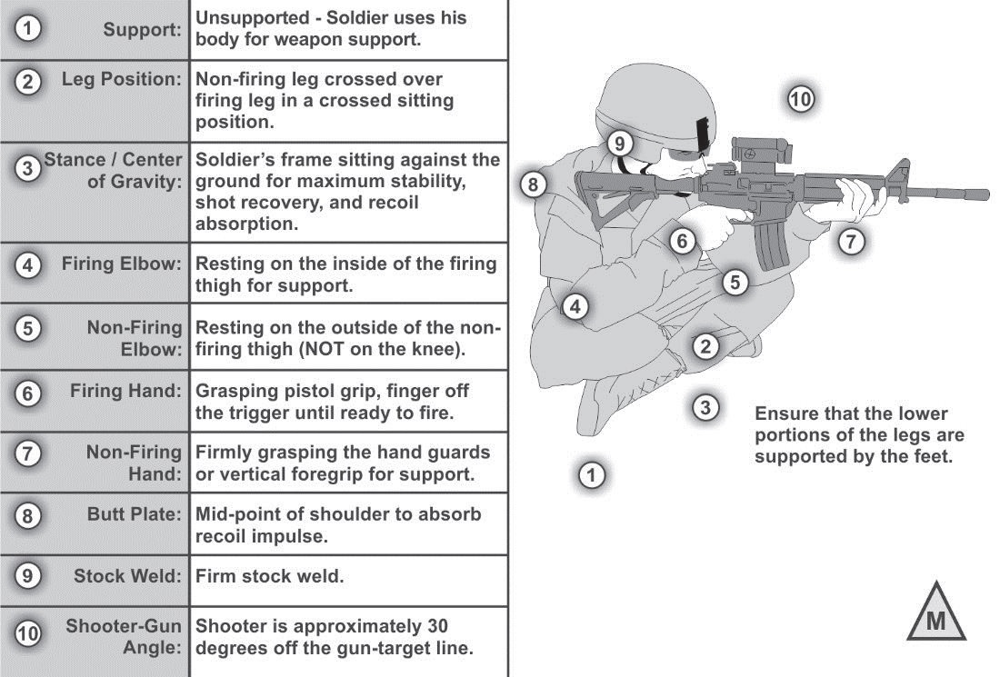 1
Support:
Unsupported - Soldier uses his
body for weapon support.
2
Leg Position:
Non-firing leg crossed over
firing leg in a crossed sitting
position.
3
Stance / Center
of Gravity:
Soldier's frame sitting against the
ground for maximum stability,
shot recovery, and recoil
absorption.
4
Firing Elbow:
Resting on the inside of the firing
thigh for support.
5
Non-Firing
Elbow:
Resting on the outside of the non-
firing thigh (NOT on the knee).
6
Firing Hand:
Grasping pistol grip, finger off
the trigger until ready to fire.
7
Non-Firing
Hand:
Firmly grasping the hand guards
or vertical foregrip for support.
8
Butt Plate:
Mid-point of shoulder to absorb
recoil impulse.
9
Stock Weld:
Firm stock weld.
10
Shooter-Gun
Angle:
Shooter is approximately 30
degrees off the gun-target line.
10
9
8
6
7
5
4
2
3
1
Ensure that the lower
portions of the legs are
supported by the feet.
M